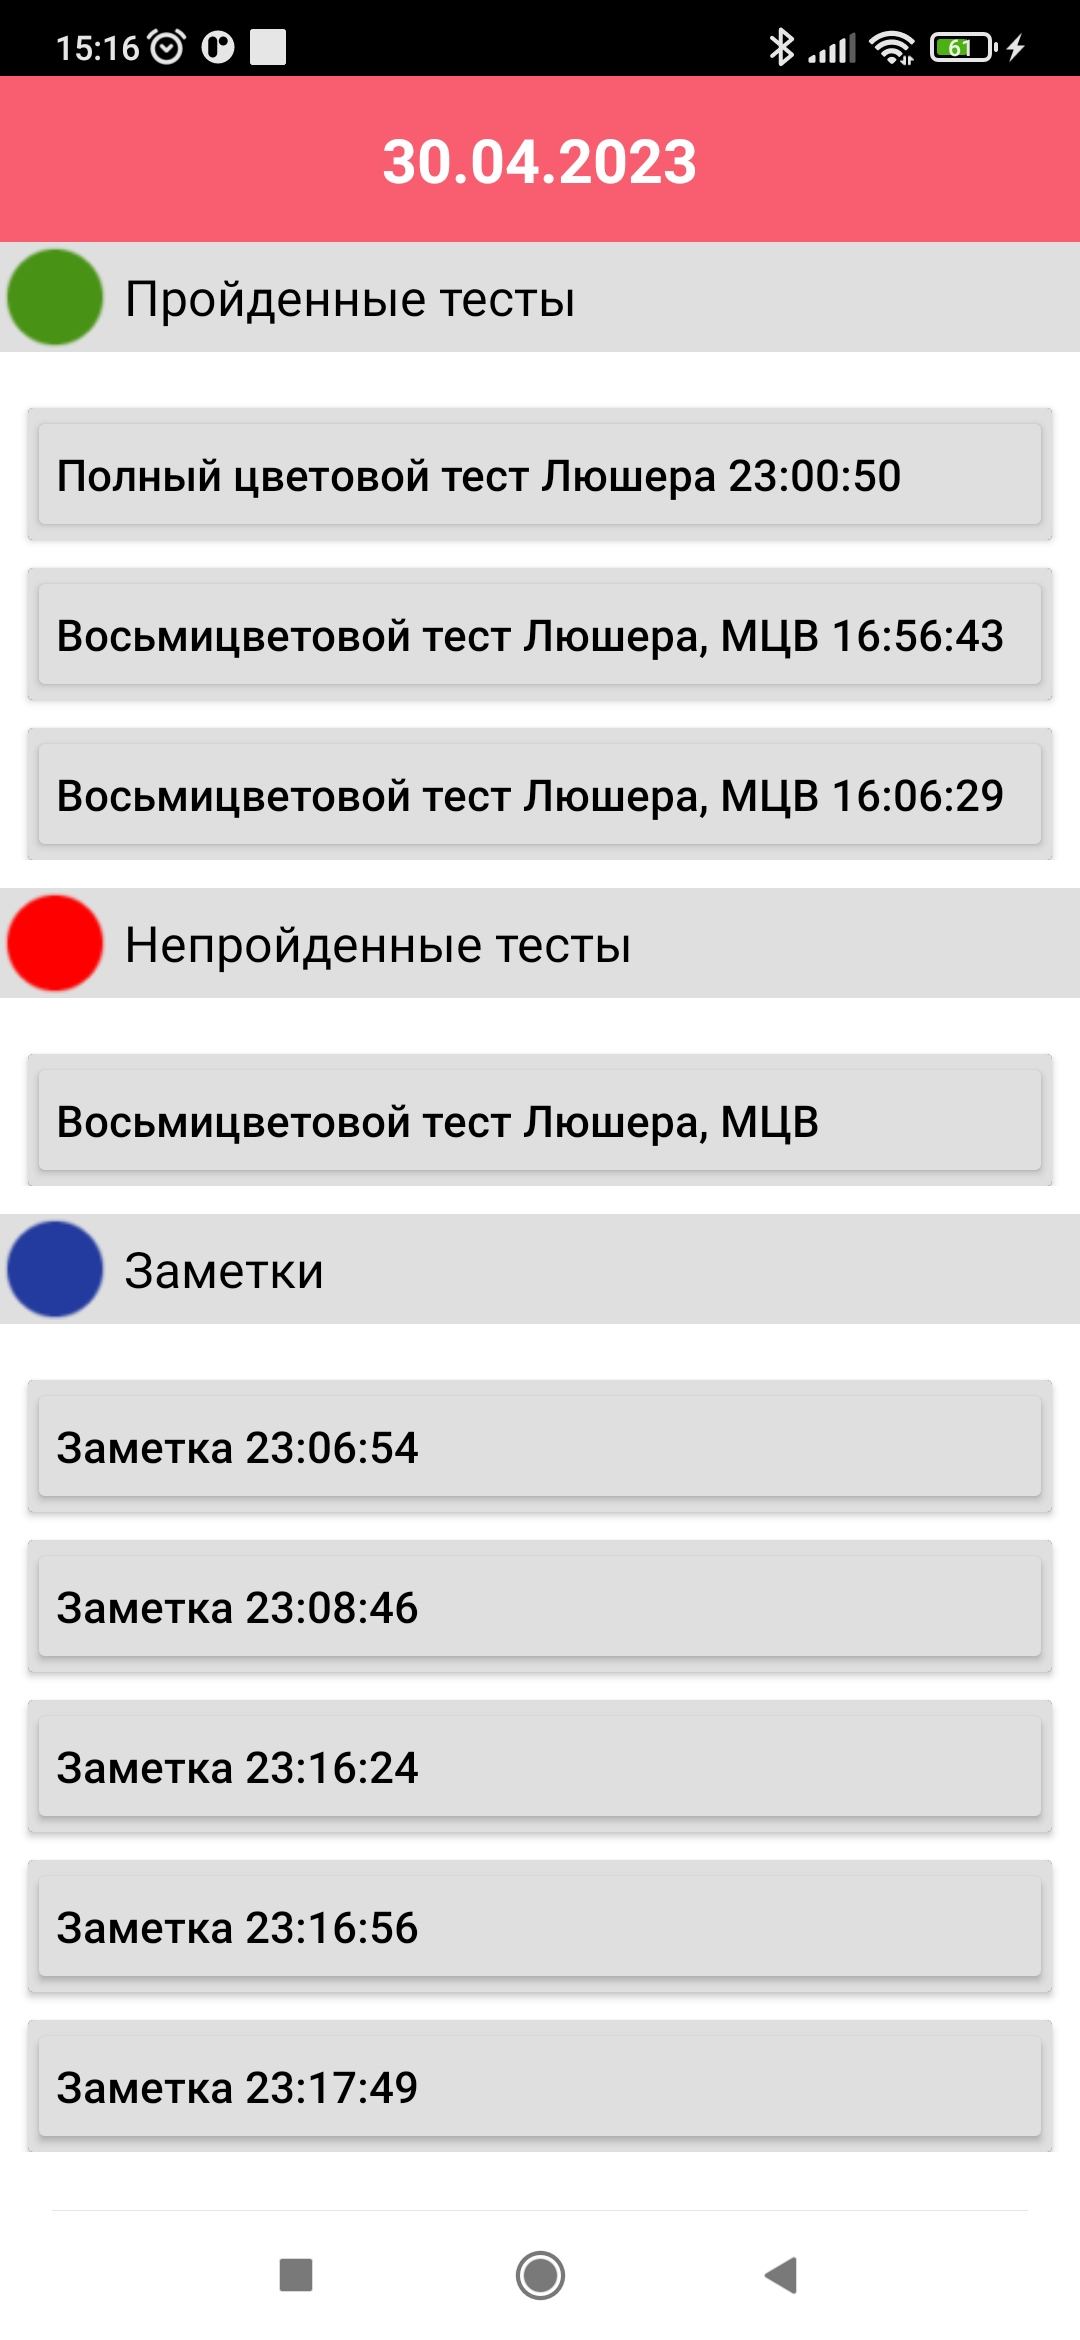 15:16
61
30.04.2023
Пройденные тесты
Полный цветовой тест Люшера 23:00:50
Восьмицветовой тест Люшера, МЦВ 16:56:43
Восьмицветовой тест Люшера, МЦВ 16:06:29
Непройденные тесты
Восьмицветовой тест Люшера, МЦВ
Заметки
Заметка 23:06:54
Заметка 23:08:46
Заметка 23:16:24
Заметка 23:16:56
Заметка 23:17:49